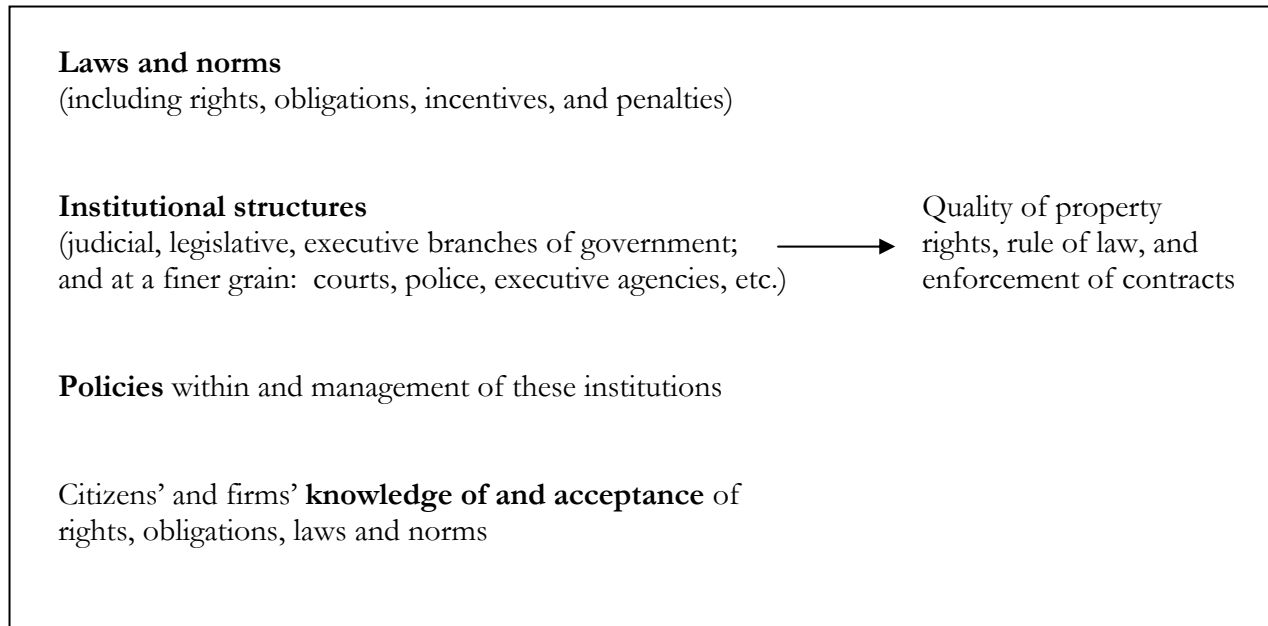 Laws and norms
(including rights, obligations, incentives, and penalties)
Institutional structures
(judicial, legislative, executive branches of government;
and at a finer grain:  courts, police, executive agencies, etc.)
Quality of property
rights, rule of law, and
enforcement of contracts
Policies within and management of these institutions
Citizens’ and firms’ knowledge of and acceptance of
rights, obligations, laws and norms